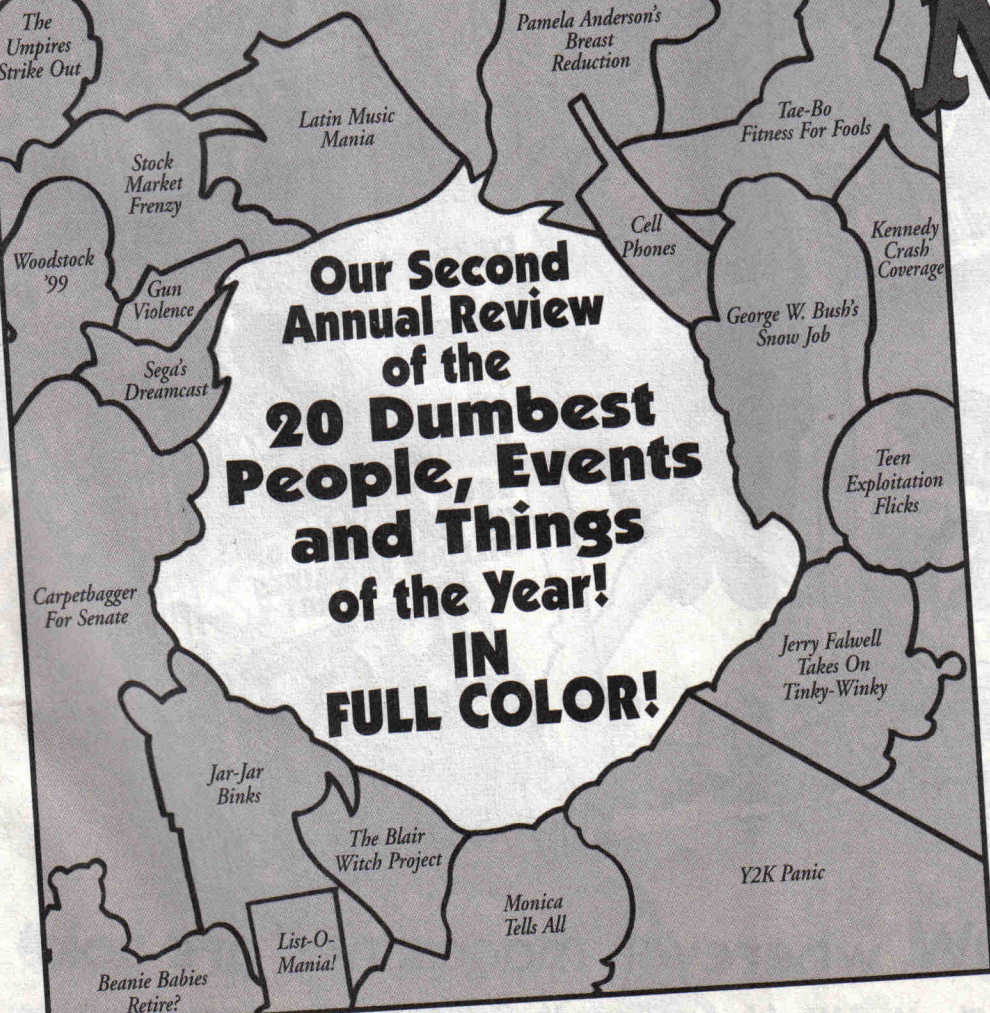 The
Umpires
Strike Out
Pamela Anderson's
Breast
Reduction
Latin Music
Mania
Tae-Bo
Fitness For Fools
Stock
Market
Frenzy
Cell
Phones
Kennedy
Crash
Coverage
Woodstock
'99
Gun
Violence
George W. Bush's
Snow Job
Sega's
Dreamcast
Our Second
Annual Review
of the
20 Dumbest
People, Events
and Things
of the Year!
IN
FULL COLOR!
Teen
Exploitation
Flicks
Carpetbagger
For Senate
Jerry Falwell
Takes On
Tinky-Winky
Jar-Jar
Binks
The Blair
Witch Project
Y2K Panic
Monica
Tells All
List-O-
Mania!
Beanie Babies
Retire?